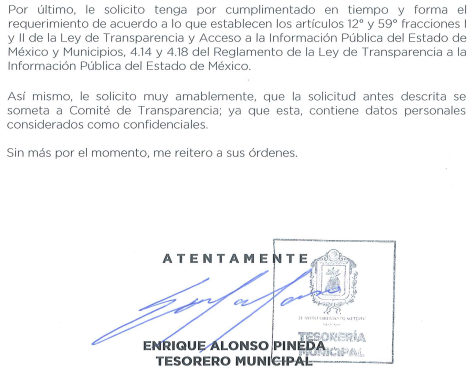 Por último, le solicito tenga por cumplimentado en tiempo y forma el
requerimiento de acuerdo a lo que establecen los artículos 12° y 59° fracciones I
y II de la Ley de Transparencia y Acceso a la Información Pública del Estado de
México y Municipios, 4.14 y 4.18 del Reglamento de la Ley de Transparencia a la
Información Pública del Estado de México.
Así mismo, le solicito muy amablemente, que la solicitud antes descrita se
someta a Comité de Transparencia; ya que esta, contiene datos personales
considerados como confidenciales.
Sin más por el momento, me reitero a sus órdenes.
ATENTAMENTE
TESORERÍA
MUNICIPAL
ENRIQUE ALONSO PINEDA
TESORERO MUNICIPAL